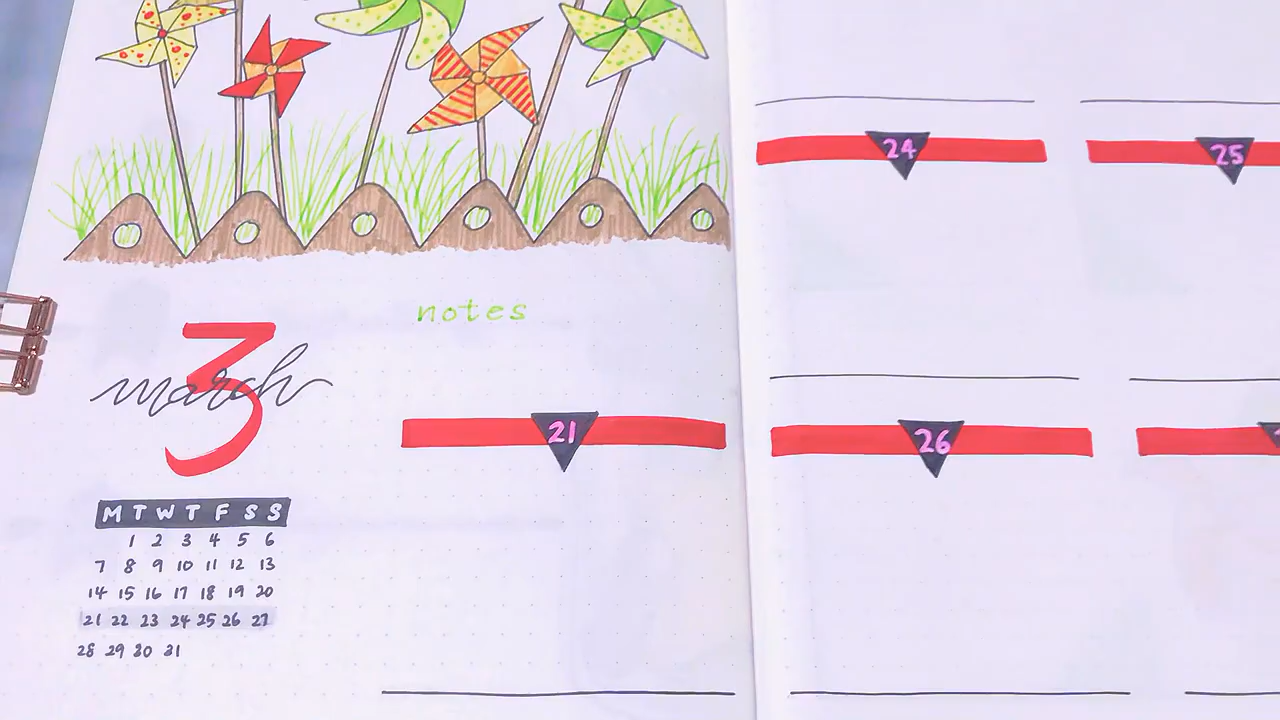 notes
3
march
21
M T W T F S S
1 2 3 4 5 6
7 8 9 10 11 12 13
14 15 16 17 18 19 20
21 22 23 24 25 26 27
28 29 30 31
24 25
26